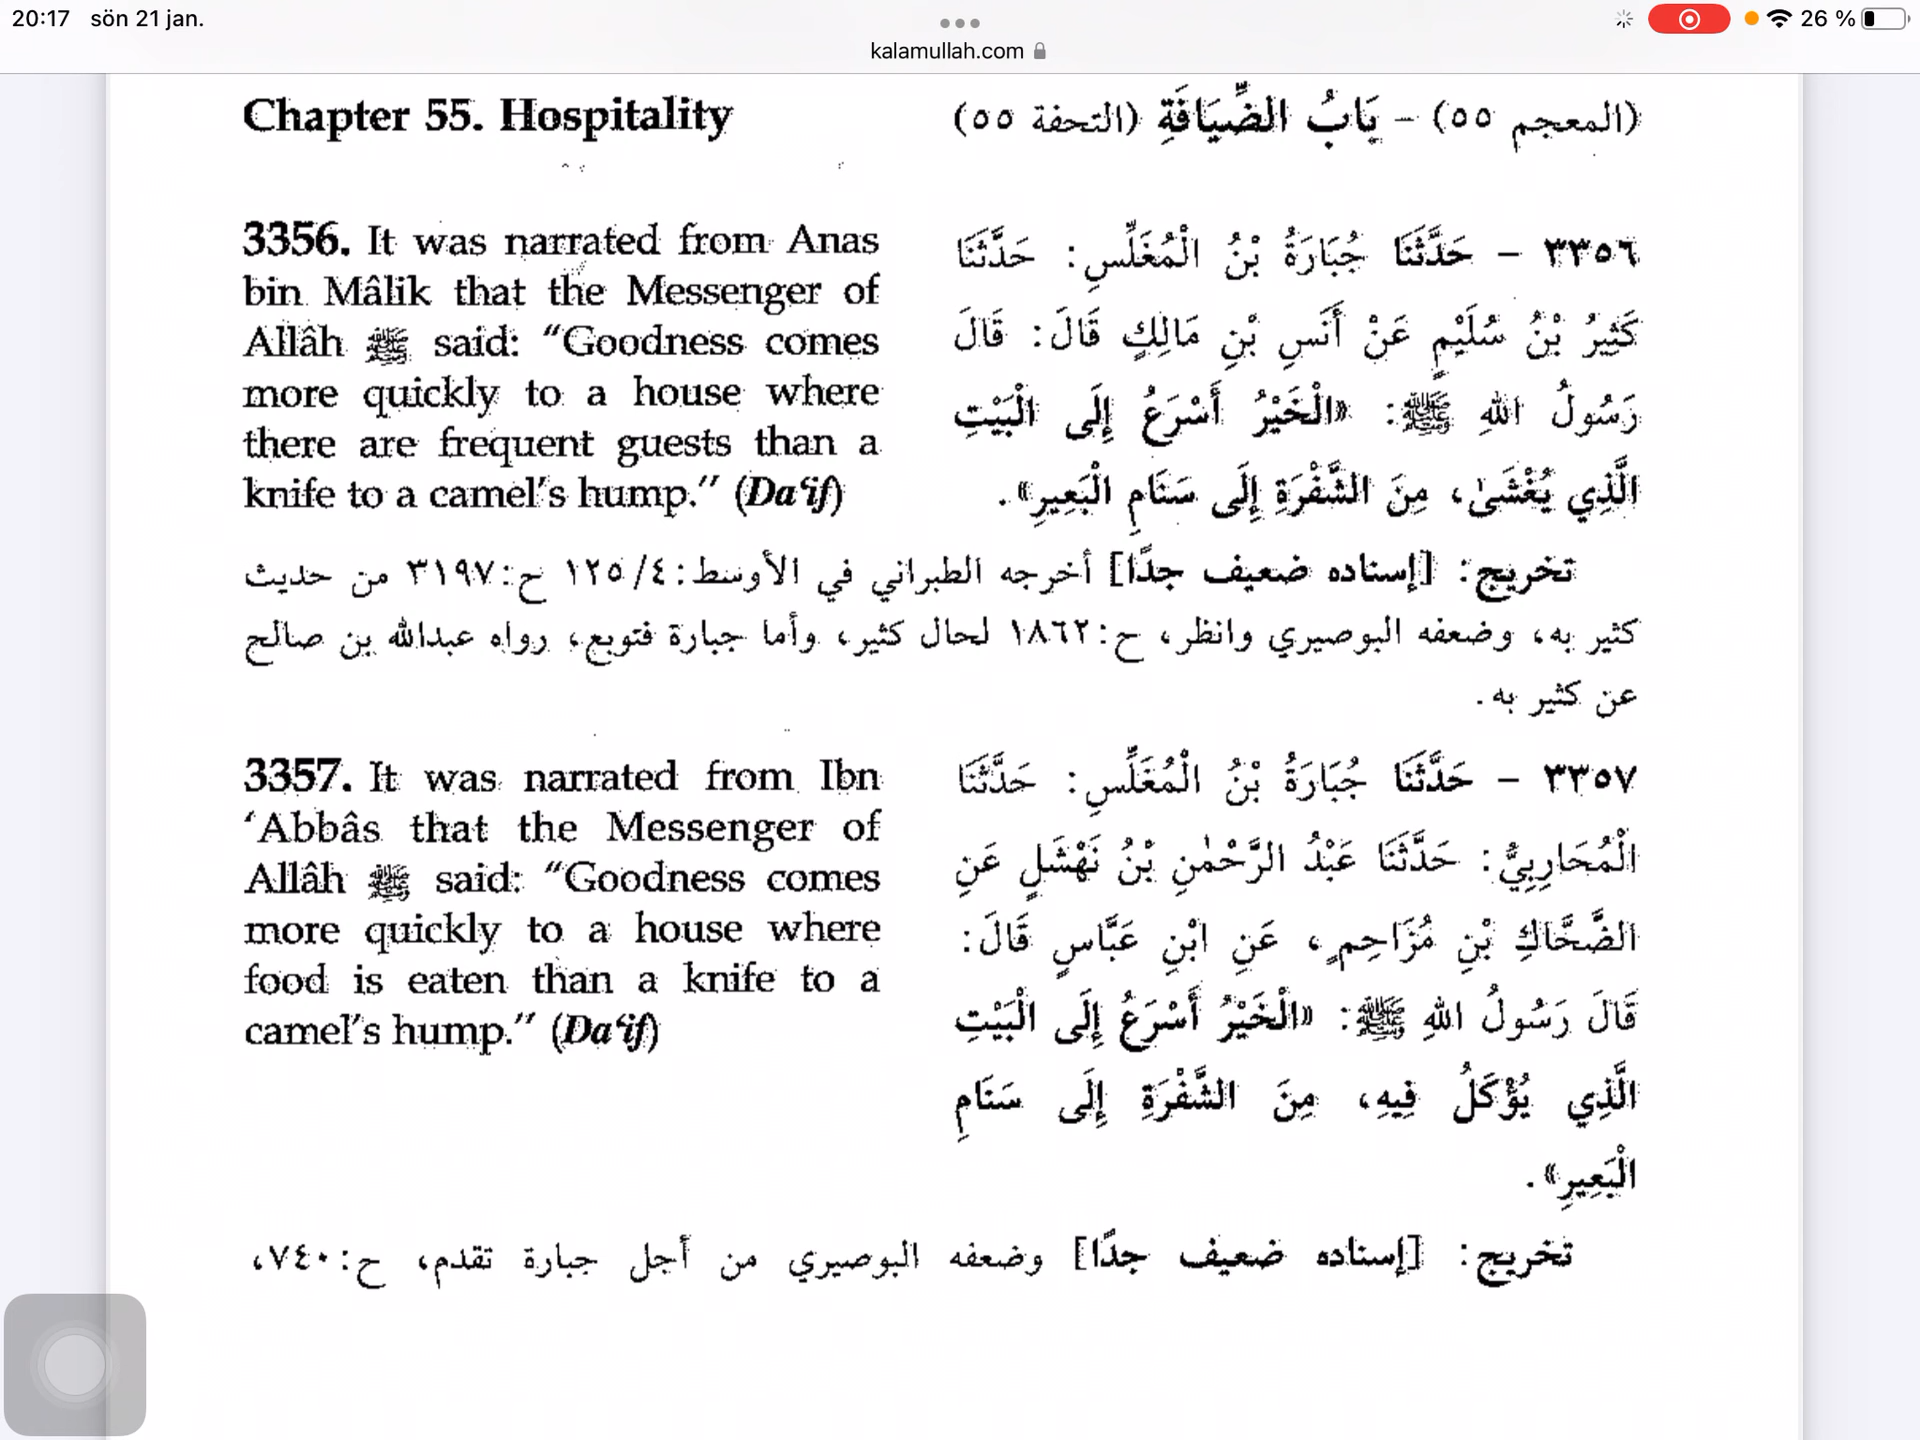 20:17 sön 21 jan.
kalamullah.com
26 %
Chapter 55. Hospitality
(المعجم ٥٥) - بَابُ الضِّيَافَةِ (التحفة ٥٥)
3356. It was narrated from Anas
bin Mâlik that the Messenger of
Allâh ﷺ said: "Goodness comes
more quickly to a house where
there are frequent guests than a
knife to a camel's hump." (Da'if)
٣٣٥٦ - حَدَّثَنَا جُبَارَةُ بْنُ الْمُغَلِّسِ: حَدَّثَنَا
كَثِيرُ بْنُ سُلَيْمٍ عَنْ أَنَسِ بْنِ مَالِكٍ قَالَ: قَالَ
رَسُولُ اللهِ ﷺ: «الْخَيْرُ أَسْرَعُ إِلَى الْبَيْتِ
الَّذِي يُغْشَىٰ، مِنَ الشَّفْرَةِ إِلَى سَنَامِ الْبَعِيرِ».
تخريج: [إسناده ضعيف جدًا] أخرجه الطبراني في الأوسط: ٤/ ١٢٥ ح: ٣١٩٧ من حديث
كثير به، وضعفه البوصيري وانظر، ح: ١٨٦٢ لحال كثير، وأما جبارة فتوبع، رواه عبدالله بن صالح
عن كثير به.
3357. It was narrated from Ibn
'Abbâs that the Messenger of
Allâh ﷺ said: "Goodness comes
more quickly to a house where
food is eaten than a knife to a
camel's hump." (Da'if)
٣٣٥٧ - حَدَّثَنَا جُبَارَةُ بْنُ الْمُغَلِّسِ: حَدَّثَنَا
الْمُحَارِبِيُّ: حَدَّثَنَا عَبْدُ الرَّحْمٰنِ بْنُ نَهْشَلٍ عَنِ
الضَّحَّاكِ بْنِ مُزَاحِمٍ، عَنِ ابْنِ عَبَّاسٍ قَالَ:
قَالَ رَسُولُ اللهِ ﷺ: «الْخَيْرُ أَسْرَعُ إِلَى الْبَيْتِ
الَّذِي يُؤْكَلُ فِيهِ، مِنَ الشَّفْرَةِ إِلَى سَنَامِ
الْبَعِيرِ».
تخريج: [إسناده ضعيف جدًا] وضعفه البوصيري من أجل جبارة تقدم، ح: ٧٤٠،